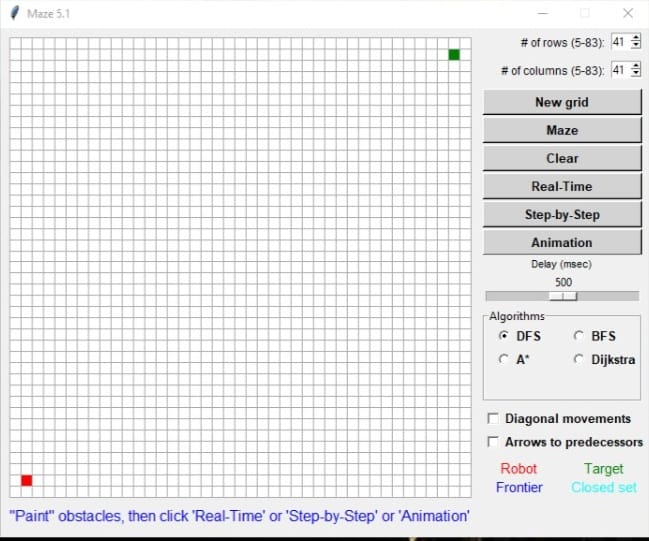 Maze 5.1
# of rows (5-83): 41
# of columns (5-83): 41
New grid
Maze
Clear
Real-Time
Step-by-Step
Animation
Delay (msec)
500
Algorithms
DFS BFS
A* Dijkstra
Diagonal movements
Arrows to predecessors
Robot Target
Frontier Closed set
"Paint" obstacles, then click 'Real-Time' or 'Step-by-Step' or 'Animation'